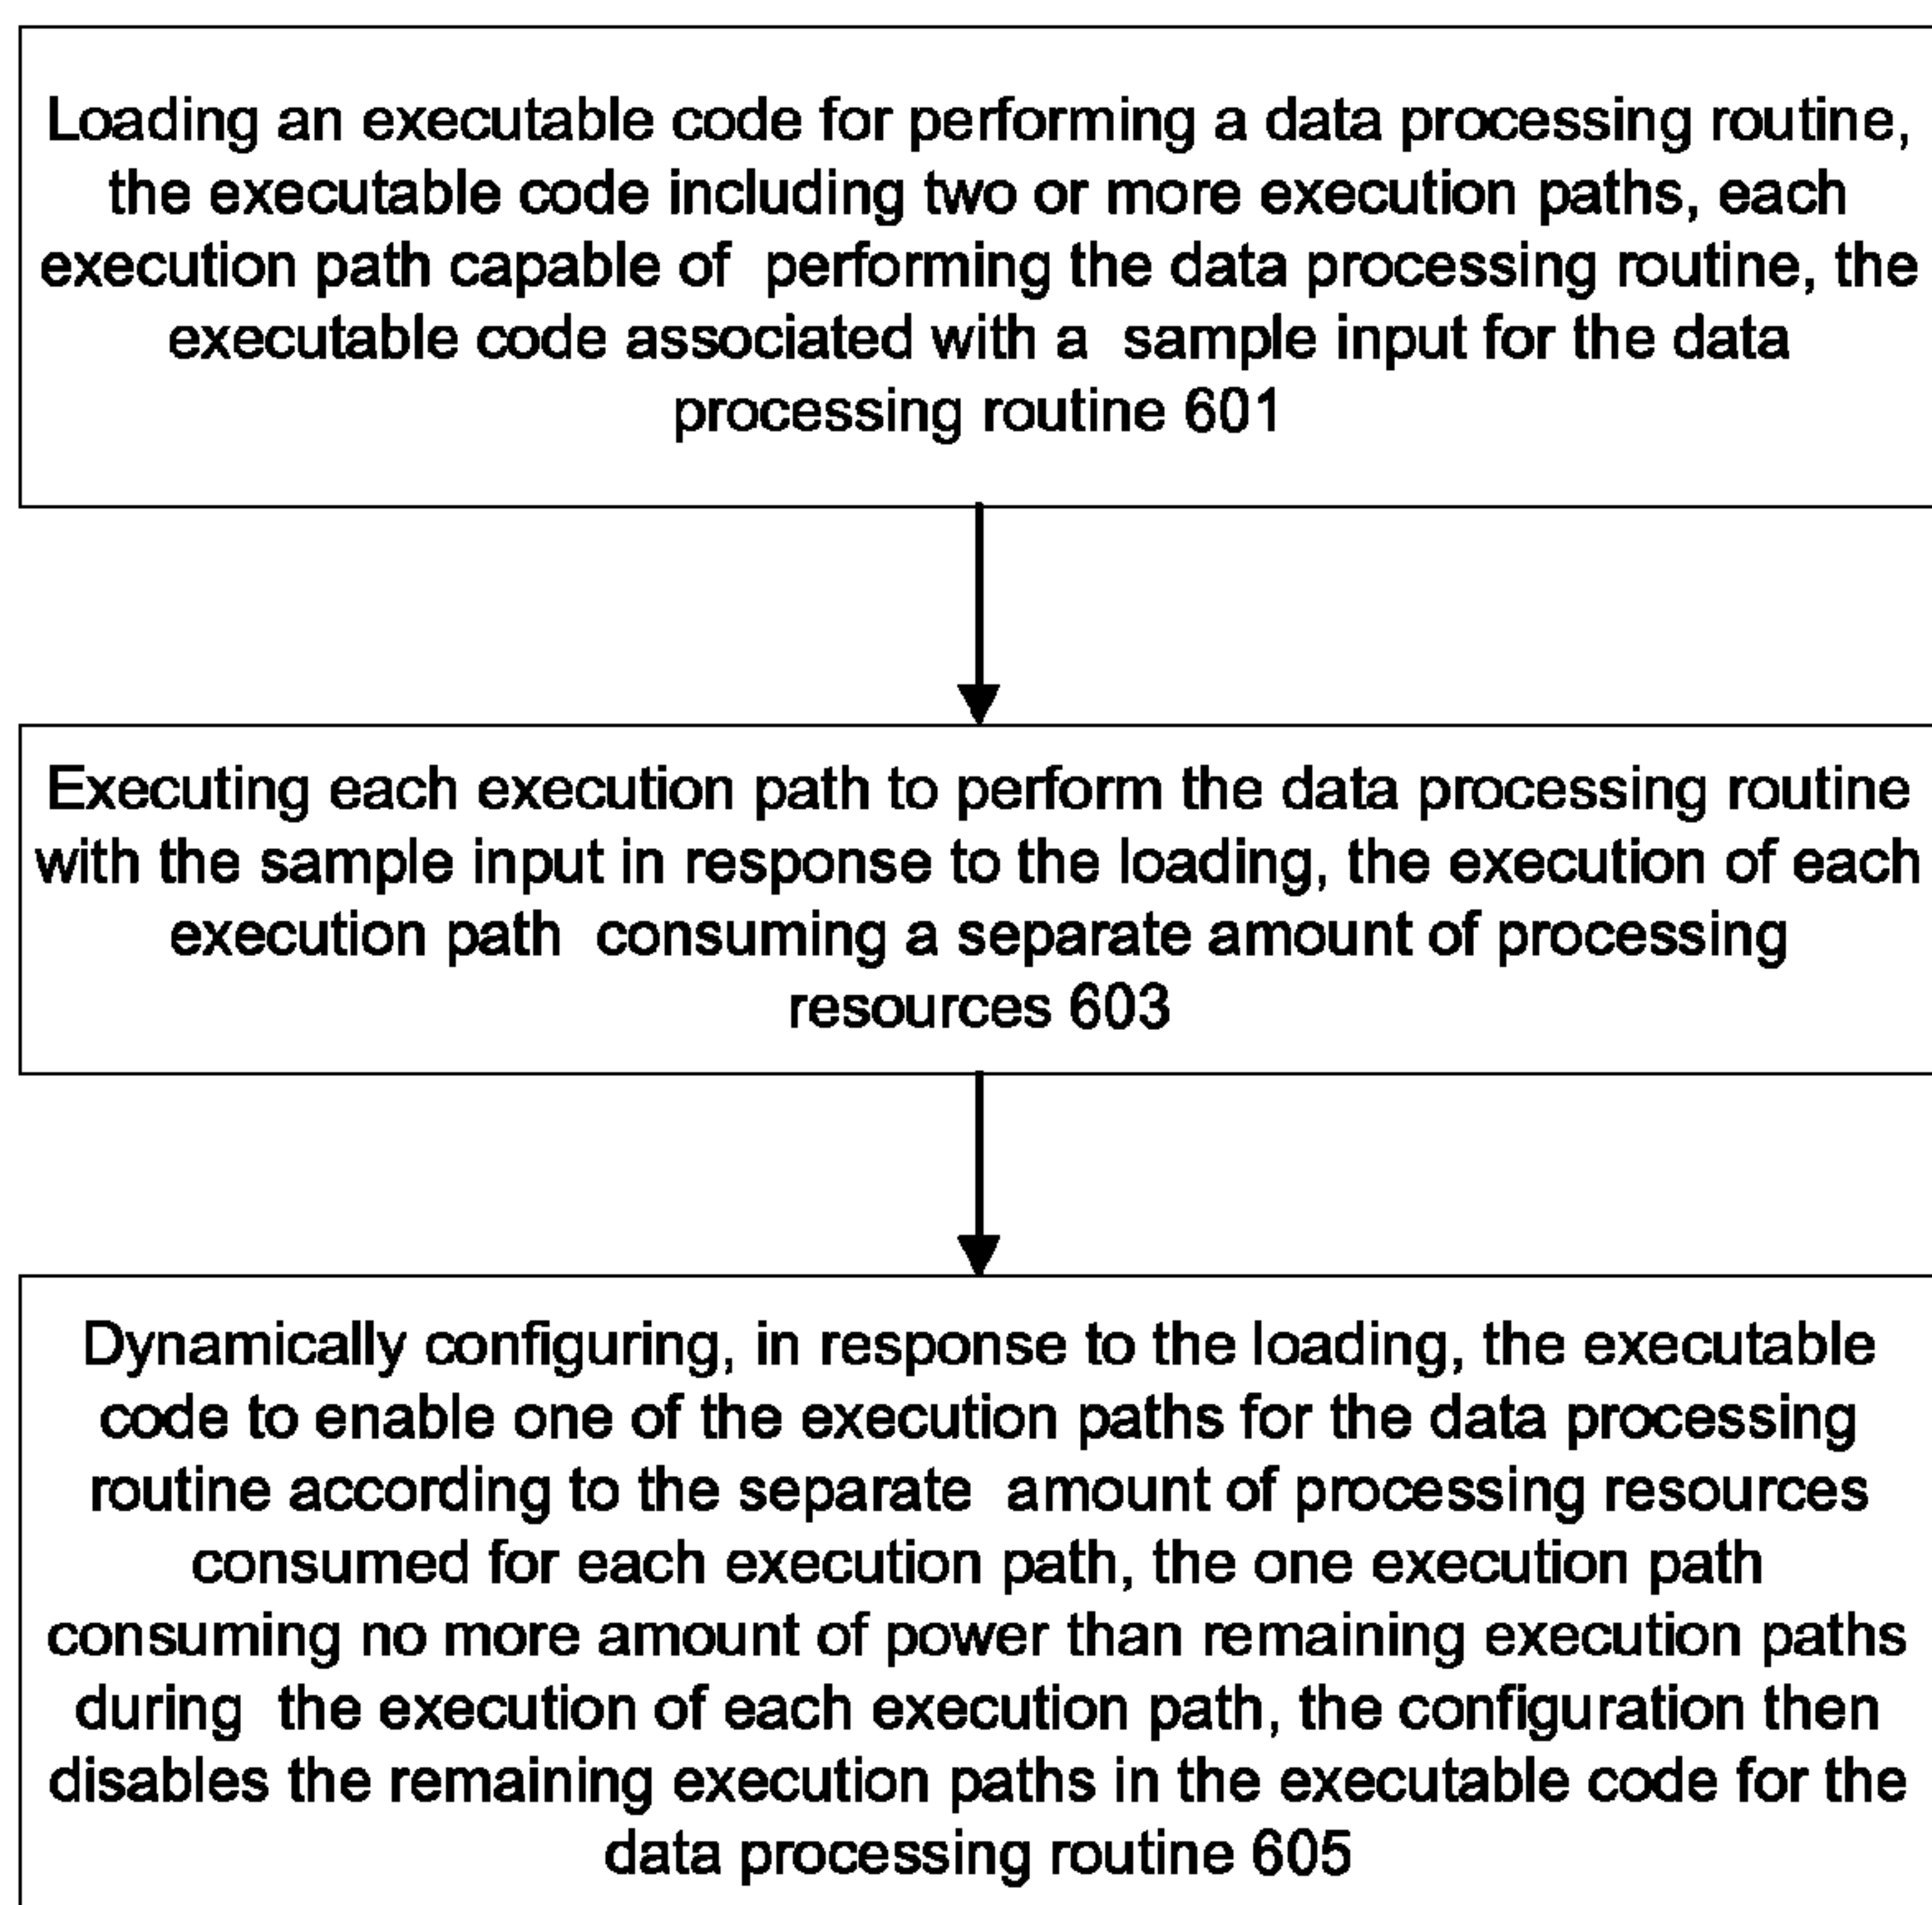 Loading an executable code for performing a data processing routine,
the executable code including two or more execution paths, each
execution path capable of performing the data processing routine, the
executable code associated with a sample input for the data
processing routine 601
Executing each execution path to perform the data processing routine
with the sample input in response to the loading, the execution of each
execution path consuming a separate amount of processing
resources 603
Dynamically configuring, in response to the loading, the executable
code to enable one of the execution paths for the data processing
routine according to the separate amount of processing resources
consumed for each execution path, the one execution path
consuming no more amount of power than remaining execution paths
during the execution of each execution path, the configuration then
disables the remaining execution paths in the executable code for the
data processing routine 605